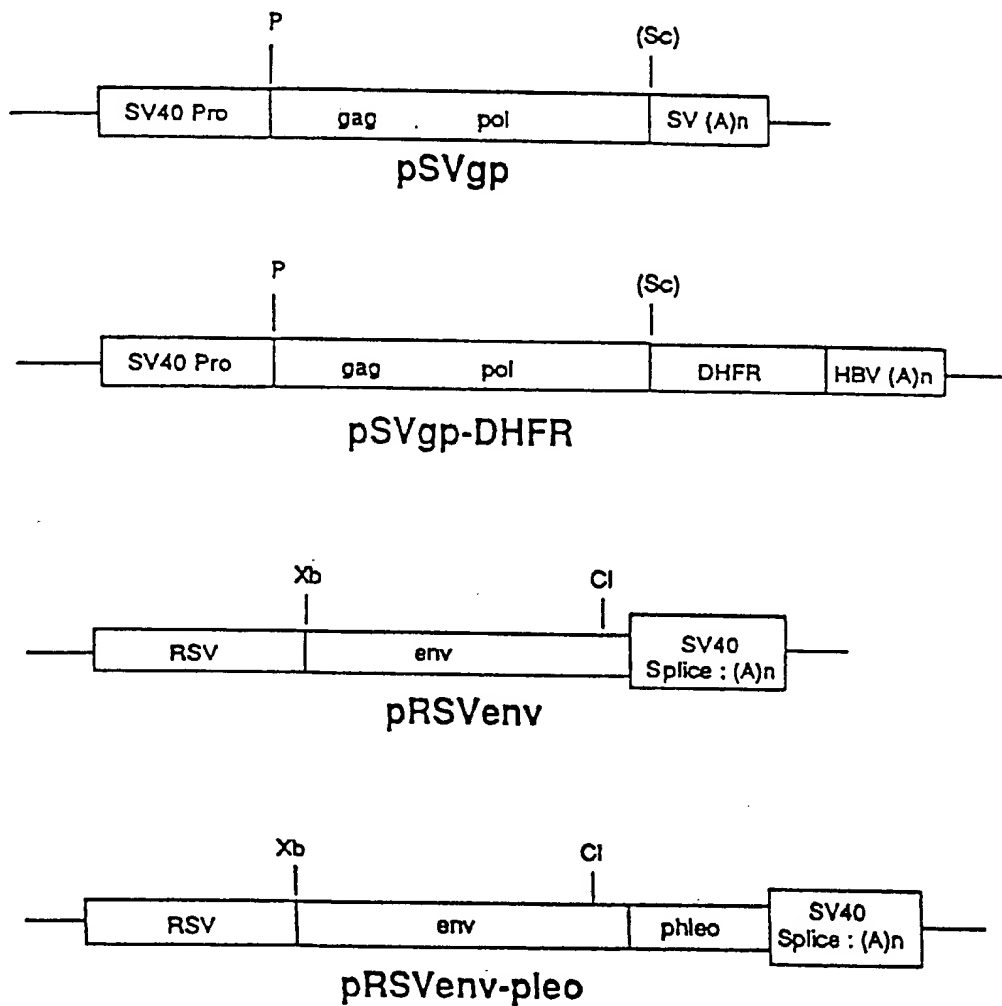 P (Sc)
SV40 Pro gag pol SV (A)n
pSVgp
P (Sc)
SV40 Pro gag pol DHFR HBV (A)n
pSVgp-DHFR
Xb Cl
RSV env SV40
Splice : (A)n
pRSVenv
Xb Cl
RSV env phleo SV40
Splice : (A)n
pRSVenv-pleo